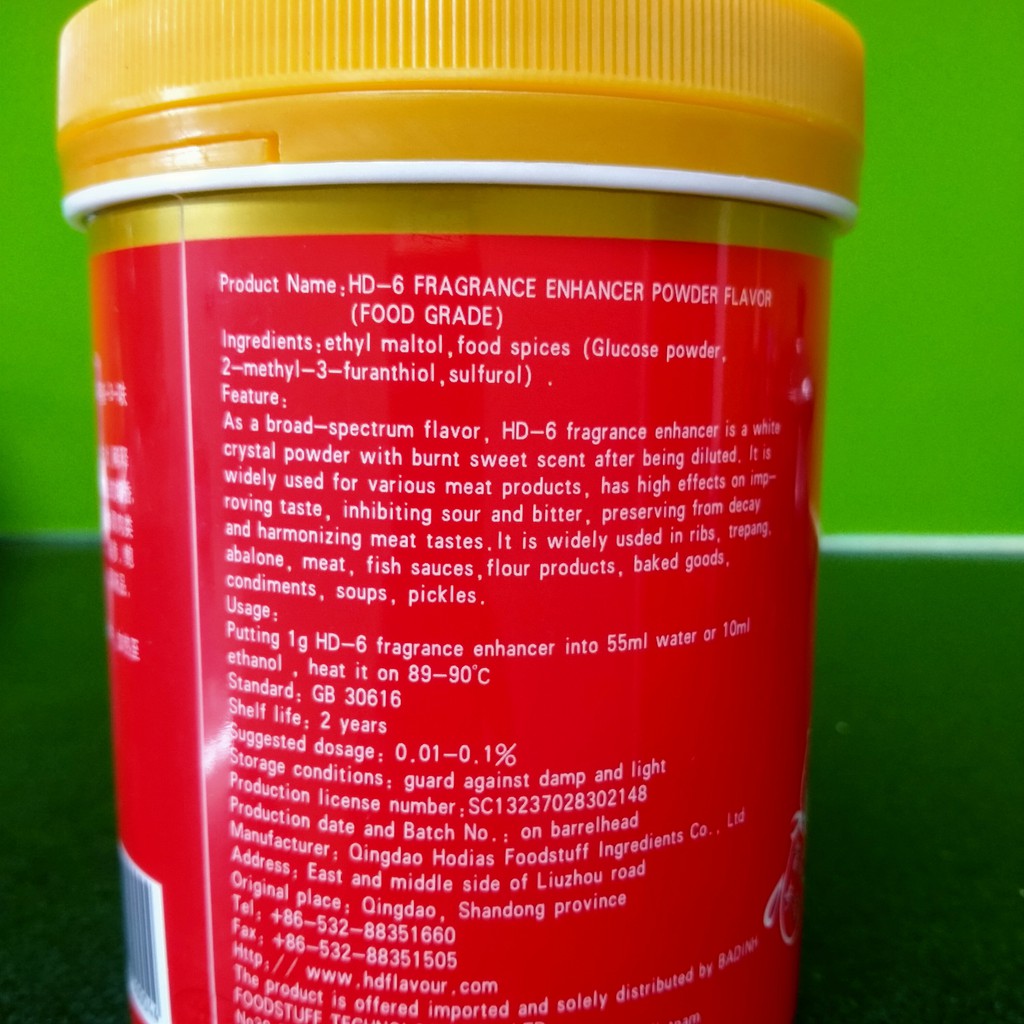 Product Name:HD-6 FRAGRANCE ENHANCER POWDER FLAVOR
(FOOD GRADE)
Ingredients:ethyl maltol,food spices (Glucose powder,
2-methyl-3-furanthiol,sulfurol) .
Feature:
As a broad-spectrum flavor, HD-6 fragrance enhancer is a white
crystal powder with burnt sweet scent after being diluted. It is
widely used for various meat products, has high effects on imp-
roving taste, inhibiting sour and bitter, preserving from decay
and harmonizing meat tastes.It is widely usded in ribs, trepang,
abalone, meat, fish sauces,flour products, baked goods,
condiments, soups, pickles.
Usage:
Putting 1g HD-6 fragrance enhancer into 55ml water or 10ml
ethanol , heat it on 89-90°C
Standard: GB 30616
Shelf life: 2 years
Suggested dosage: 0.01-0.1%
Storage conditions: guard against damp and light
Production license number:SC13237028302148
Production date and Batch No.: on barrelhead
Manufacturer: Qingdao Hodias Foodstuff Ingredients Co., Ltd
Address: East and middle side of Liuzhou road
Original place: Qingdao, Shandong province
Tel: +86-532-88351660
Fax: +86-532-88351505
Http:// www.hdflavour.com
The product is offered imported and solely distributed by BADINH
FOODSTUFF